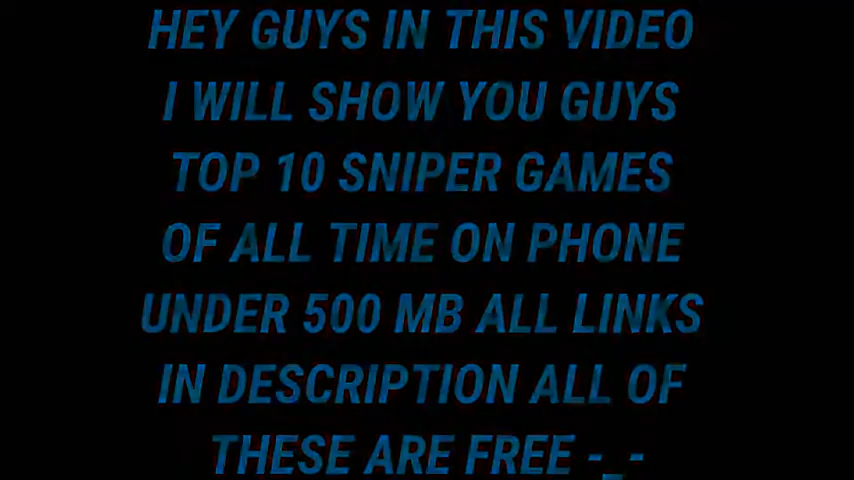 HEY GUYS IN THIS VIDEO
I WILL SHOW YOU GUYS
TOP 10 SNIPER GAMES
OF ALL TIME ON PHONE
UNDER 500 MB ALL LINKS
IN DESCRIPTION ALL OF
THESE ARE FREE -_-